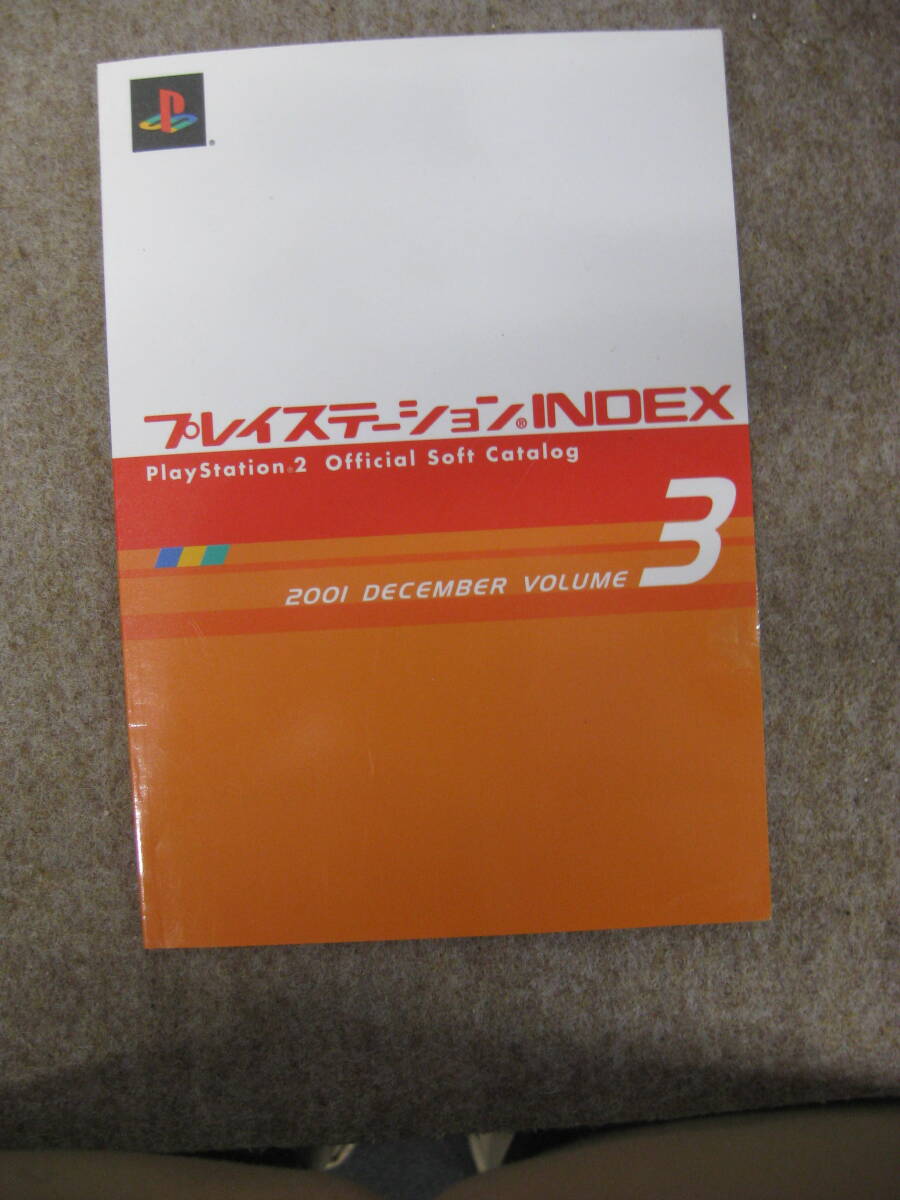 プレイステーション®INDEX
PlayStation®2 Official Soft Catalog
2001 DECEMBER VOLUME 3